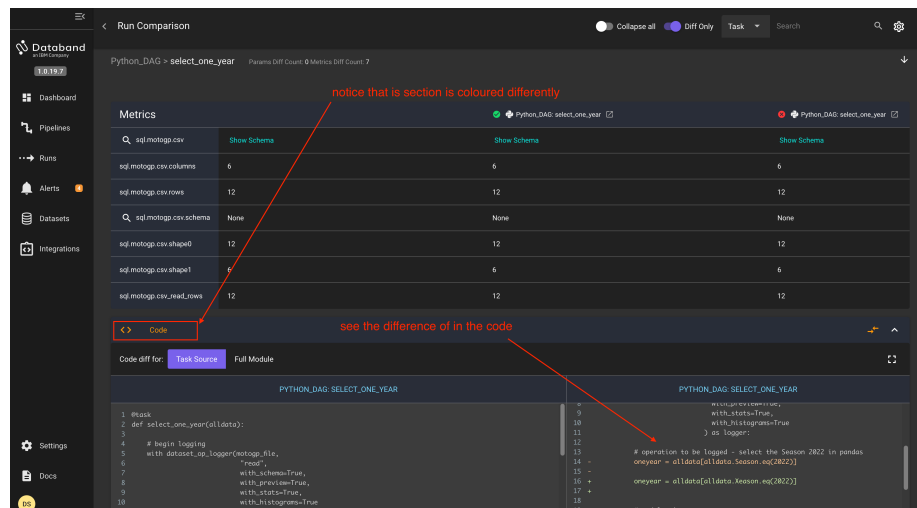 Run Comparison
Collapse all
Diff Only
Task
Search
Databand
an IBM Company
1.0.19.7
Python_DAG > select_one_year
Params Diff Count: 0 Metrics Diff Count: 7
notice that is section is coloured differently
Dashboard
Pipelines
Runs
Alerts
Datasets
Integrations
Settings
Docs
DS
Metrics
Python_DAG: select_one_year
Python_DAG: select_one_year
sql.motogp.csv
Show Schema
Show Schema
Show Schema
sql.motogp.csv.columns 6 6 6
sql.motogp.csv.rows 12 12 12
sql.motogp.csv.schema None None None
sql.motogp.csv.shape0 12 12 12
sql.motogp.csv.shape1 6 6 6
sql.motogp.csv_read_rows 12 12 12
<> Code
see the difference of in the code
Code diff for: Task Source Full Module
PYTHON_DAG: SELECT_ONE_YEAR
1 @task
2 def select_one_year(alldata):
3
4 # begin logging
5 with dataset_op_logger(motogp_file,
6 "read",
7 with_schema=True,
8 with_preview=True,
9 with_stats=True,
10 with_histograms=True
PYTHON_DAG: SELECT_ONE_YEAR
8 with_preview=True,
9 with_stats=True,
10 with_histograms=True
11 ) as logger:
12
13 # operation to be logged - select the Season 2022 in pandas
14 - oneyear = alldata[alldata.Season.eq(2022)]
15 -
16 + oneyear = alldata[alldata.Xeason.eq(2022)]
17 +
18